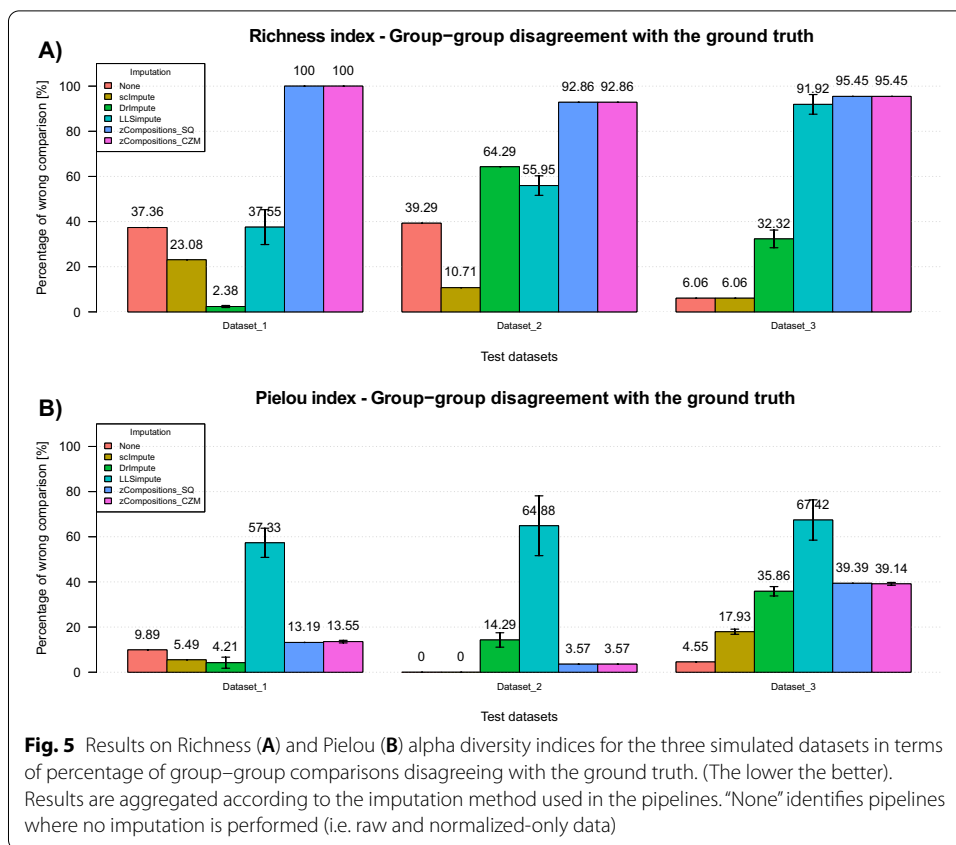 A)
Richness index - Group−group disagreement with the ground truth
Imputation
None
scImpute
DrImpute
LLSimpute
zCompositions_SQ
zCompositions_CZM
Percentage of wrong comparison [%]
100
80
60
40
20
0
37.36
23.08
2.38
37.55
100
100
39.29
10.71
64.29
55.95
92.86
92.86
6.06
6.06
32.32
91.92
95.45
95.45
Dataset_1
Dataset_2
Dataset_3
Test datasets
B)
Pielou index - Group−group disagreement with the ground truth
Imputation
None
scImpute
DrImpute
LLSimpute
zCompositions_SQ
zCompositions_CZM
Percentage of wrong comparison [%]
100
80
60
40
20
0
9.89
5.49
4.21
57.33
13.19
13.55
0
0
14.29
64.88
3.57
3.57
4.55
17.93
35.86
67.42
39.39
39.14
Dataset_1
Dataset_2
Dataset_3
Test datasets
Fig. 5 Results on Richness (A) and Pielou (B) alpha diversity indices for the three simulated datasets in terms
of percentage of group–group comparisons disagreeing with the ground truth. (The lower the better).
Results are aggregated according to the imputation method used in the pipelines. “None” identifies pipelines
where no imputation is performed (i.e. raw and normalized-only data)